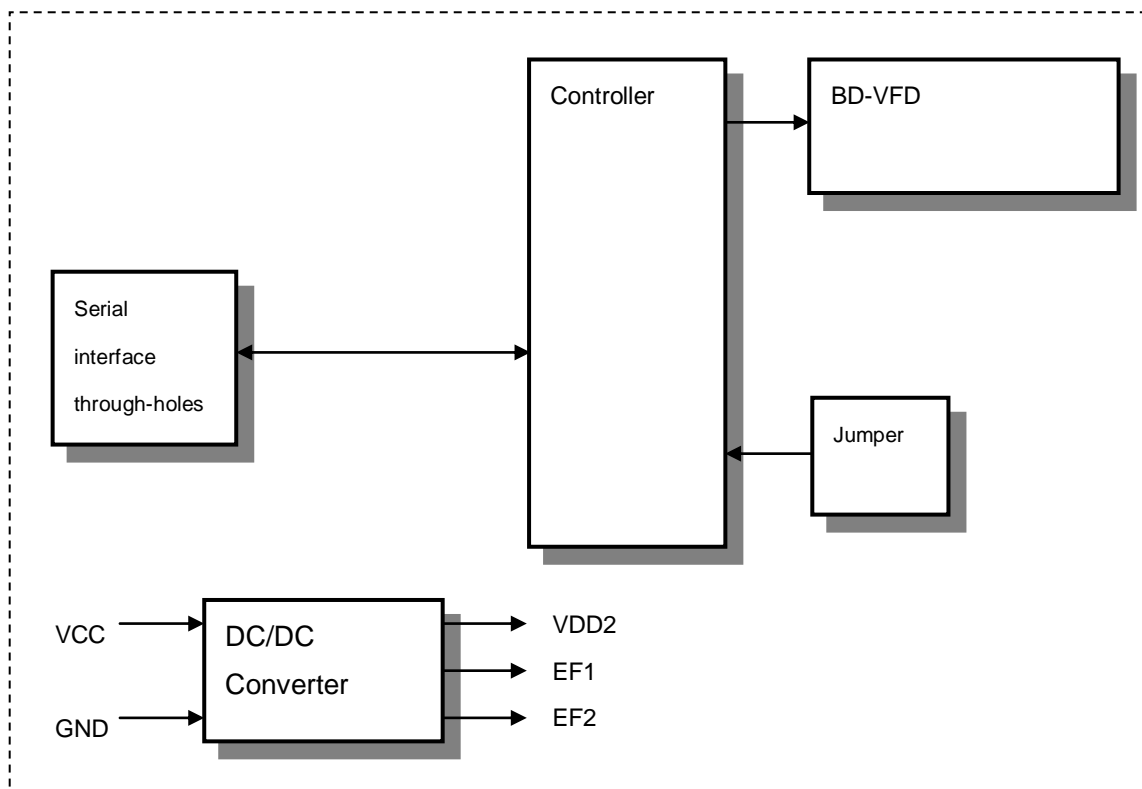 Controller
BD-VFD
Serial
interface
through-holes
Jumper
VCC
GND
DC/DC
Converter
VDD2
EF1
EF2